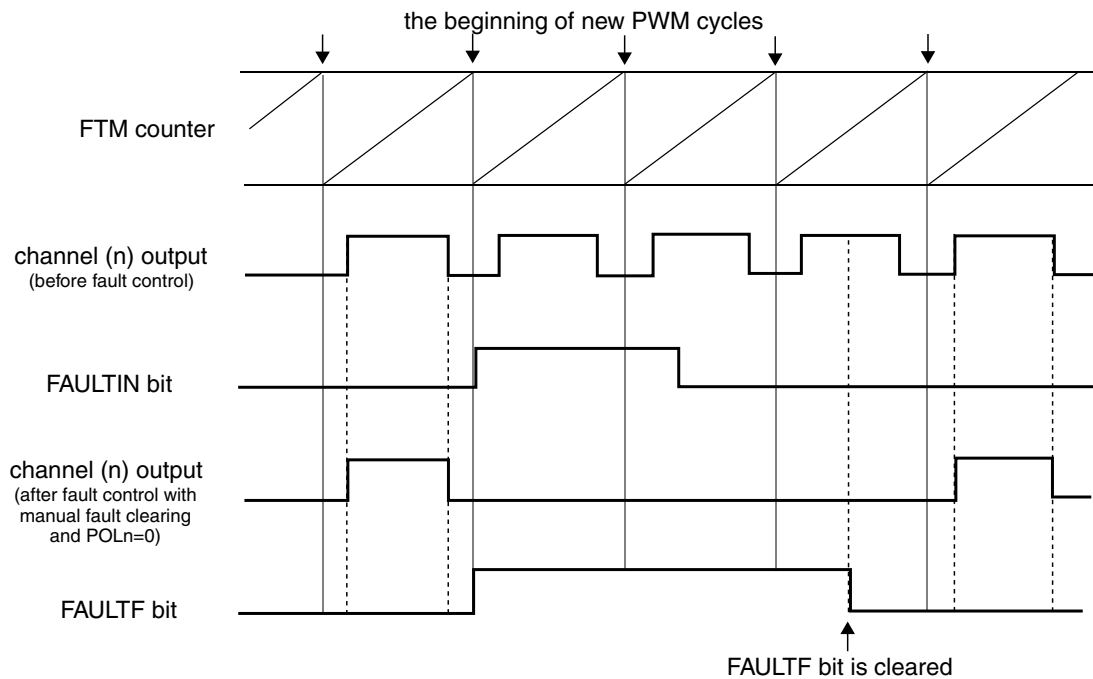 the beginning of new PWM cycles
FTM counter
channel (n) output
(before fault control)
FAULTIN bit
channel (n) output
(after fault control with
manual fault clearing
and POLn=0)
FAULTF bit
FAULTF bit is cleared